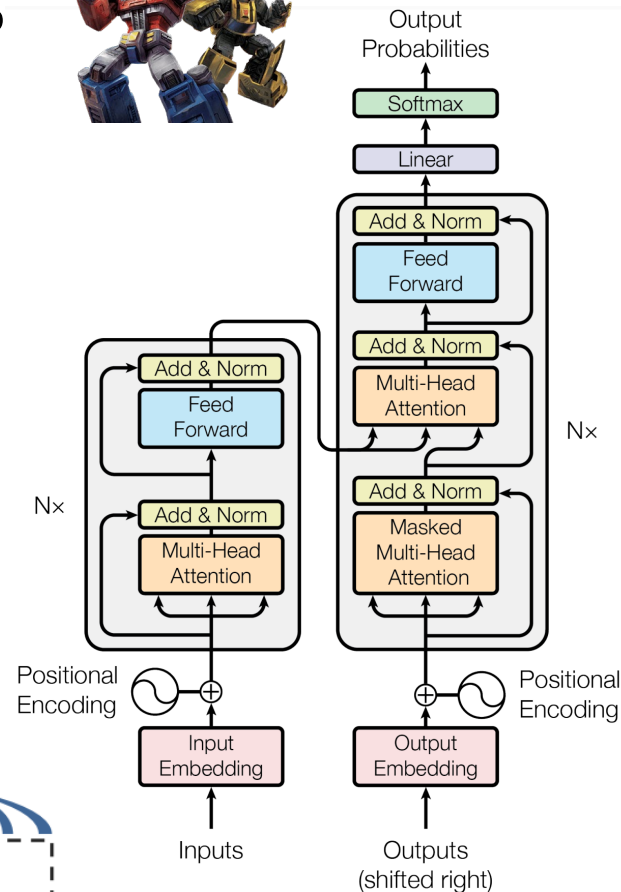 Output
Probabilities
Softmax
Linear
Add & Norm
Feed
Forward
Add & Norm
Multi-Head
Attention
Add & Norm
Masked
Multi-Head
Attention
Nx
Add & Norm
Feed
Forward
Add & Norm
Multi-Head
Attention
Nx
Positional
Encoding
Positional
Encoding
Input
Embedding
Output
Embedding
Inputs
Outputs
(shifted right)